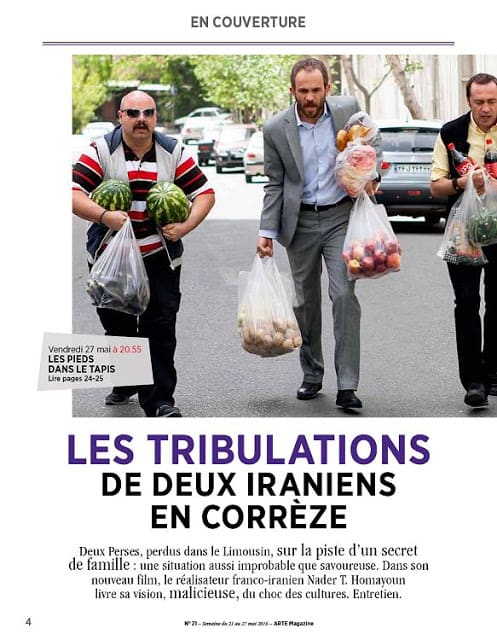 EN COUVERTURE
Vendredi 27 mai à 20.55
LES PIEDS
DANS LE TAPIS
Lire pages 24-25
LES TRIBULATIONS
DE DEUX IRANIENS
EN CORRÈZE
Deux Perses, perdus dans le Limousin, sur la piste d'un secret
de famille : une situation aussi improbable que savoureuse. Dans son
nouveau film, le réalisateur franco-iranien Nader T. Homayoun
livre sa vision, malicieuse, du choc des cultures. Entretien.
4
N° 21 – Semaine du 21 au 27 mai 2016 – ARTE Magazine